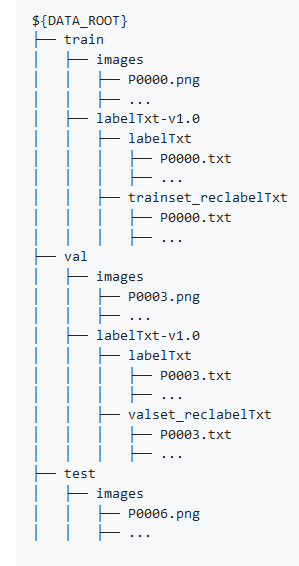 ${DATA_ROOT}
├── train
│   ├── images
│   │   ├── P0000.png
│   │   ├── ...
│   ├── labelTxt-v1.0
│   │   ├── labelTxt
│   │   │   ├── P0000.txt
│   │   │   ├── ...
│   │   ├── trainset_reclabelTxt
│   │   │   ├── P0000.txt
│   │   │   ├── ...
├── val
│   ├── images
│   │   ├── P0003.png
│   │   ├── ...
│   ├── labelTxt-v1.0
│   │   ├── labelTxt
│   │   │   ├── P0003.txt
│   │   │   ├── ...
│   │   ├── valset_reclabelTxt
│   │   │   ├── P0003.txt
│   │   │   ├── ...
├── test
│   ├── images
│   │   ├── P0006.png
│   │   ├── ...